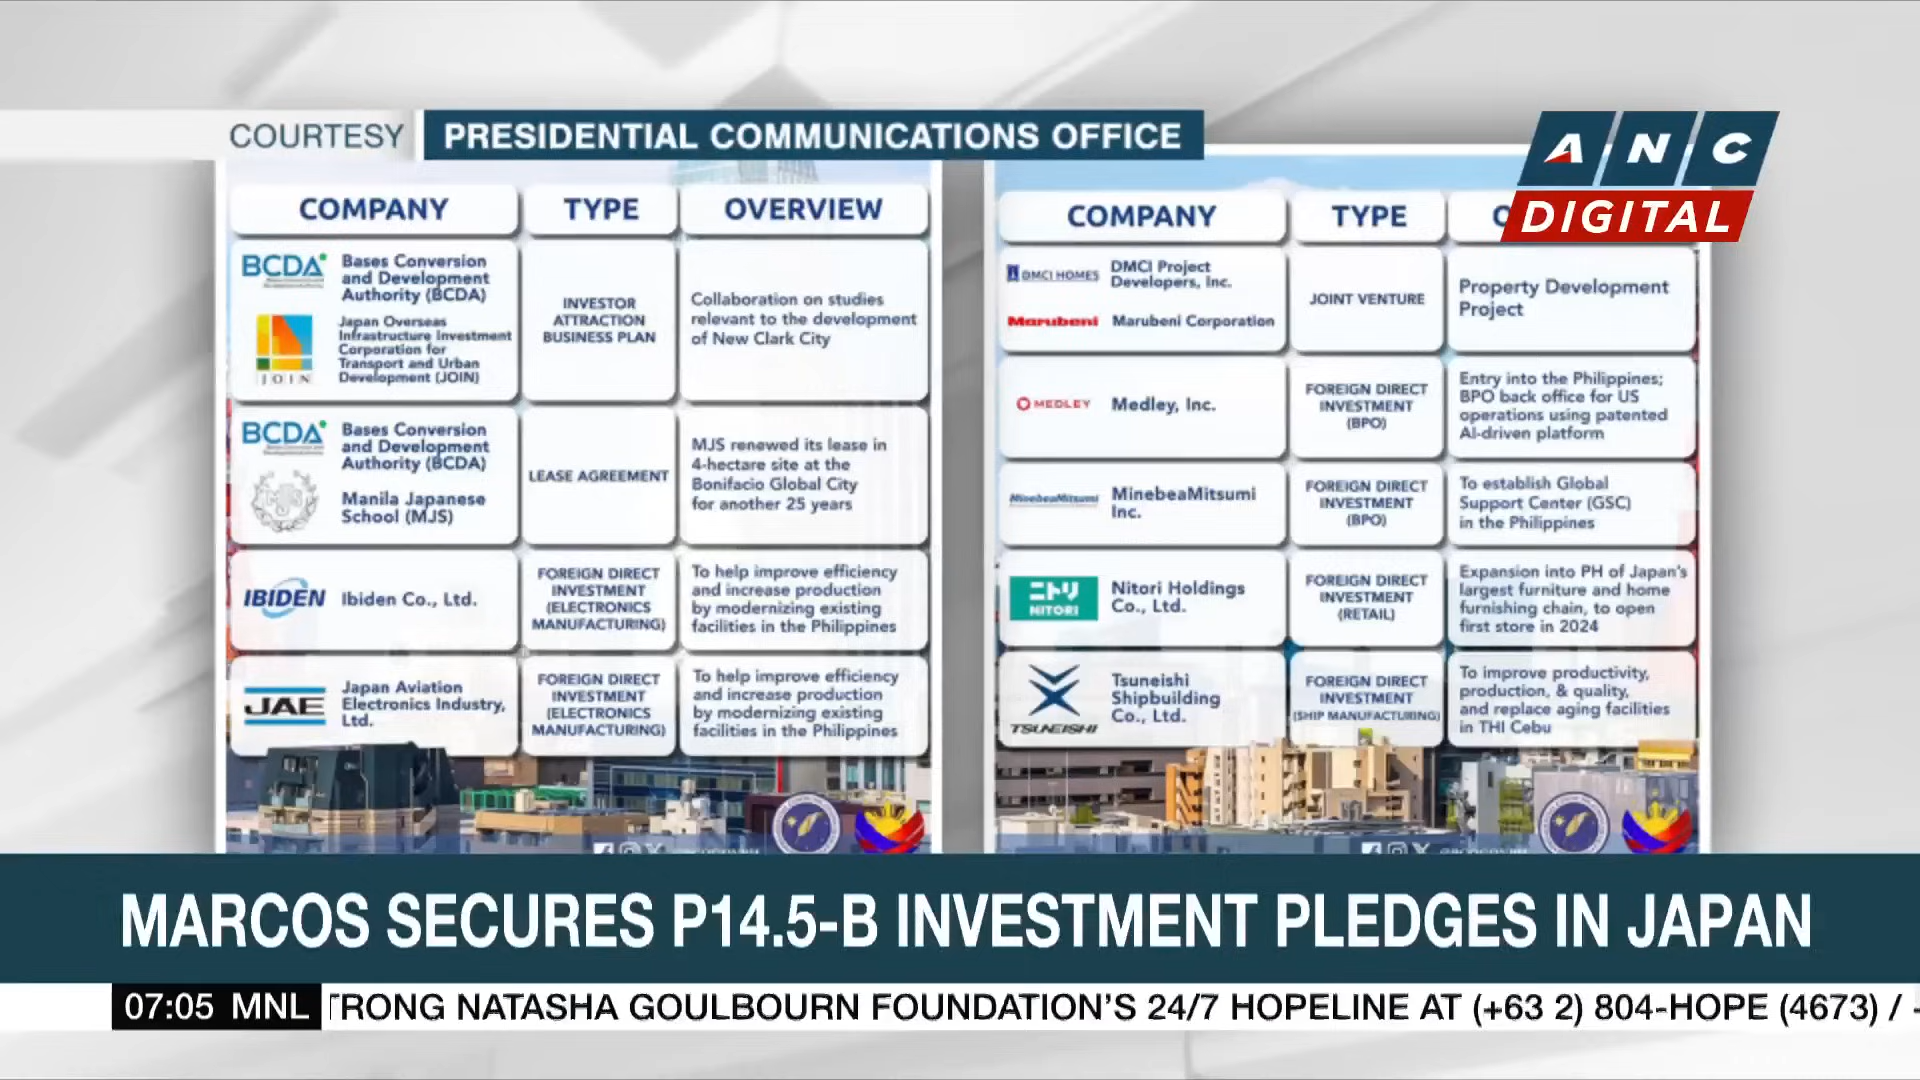 COURTESY
PRESIDENTIAL COMMUNICATIONS OFFICE
ANC
DIGITAL
COMPANY
TYPE
OVERVIEW
BCDA
Bases Conversion
and Development
Authority (BCDA)
JOIN
Japan Overseas
Infrastructure Investment
Corporation for
Transport and Urban
Development (JOIN)
INVESTOR
ATTRACTION
BUSINESS PLAN
Collaboration on studies
relevant to the development
of New Clark City
BCDA
Bases Conversion
and Development
Authority (BCDA)
Manila Japanese
School (MJS)
LEASE AGREEMENT
MJS renewed its lease in
4-hectare site at the
Bonifacio Global City
for another 25 years
IBIDEN
Ibiden Co., Ltd.
FOREIGN DIRECT
INVESTMENT
(ELECTRONICS
MANUFACTURING)
To help improve efficiency
and increase production
by modernizing existing
facilities in the Philippines
JAE
Japan Aviation
Electronics Industry,
Ltd.
FOREIGN DIRECT
INVESTMENT
(ELECTRONICS
MANUFACTURING)
To help improve efficiency
and increase production
by modernizing existing
facilities in the Philippines
COMPANY
TYPE
DMCI HOMES
DMCI Project
Developers, Inc.
Marubeni
Marubeni Corporation
JOINT VENTURE
Property Development
Project
MEDLEY
Medley, Inc.
FOREIGN DIRECT
INVESTMENT
(BPO)
Entry into the Philippines;
BPO back office for US
operations using patented
AI-driven platform
MinebeaMitsumi
MinebeaMitsumi
Inc.
FOREIGN DIRECT
INVESTMENT
(BPO)
To establish Global
Support Center (GSC)
in the Philippines
ニトリ
NITORI
Nitori Holdings
Co., Ltd.
FOREIGN DIRECT
INVESTMENT
(RETAIL)
Expansion into PH of Japan's
largest furniture and home
furnishing chain, to open
first store in 2024
TSUNEISHI
Tsuneishi
Shipbuilding
Co., Ltd.
FOREIGN DIRECT
INVESTMENT
(SHIP MANUFACTURING)
To improve productivity,
production, & quality,
and replace aging facilities
in THI Cebu
MARCOS SECURES P14.5-B INVESTMENT PLEDGES IN JAPAN
07:05 MNL
TRONG NATASHA GOULBOURN FOUNDATION'S 24/7 HOPELINE AT (+63 2) 804-HOPE (4673) /